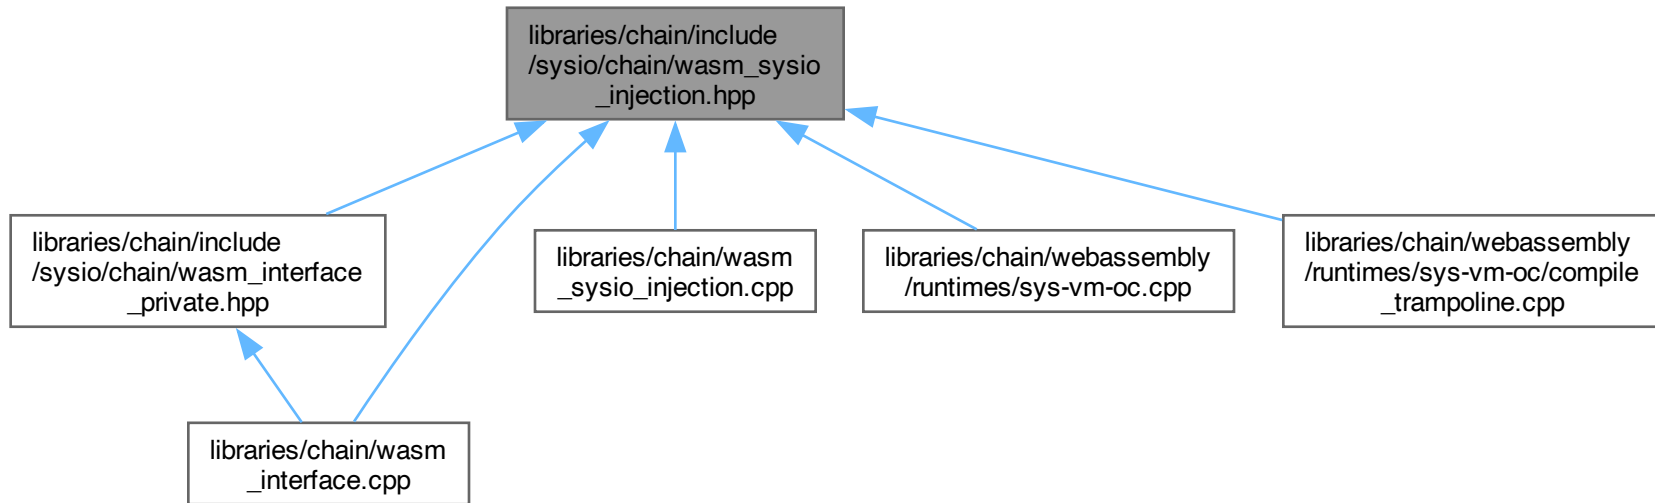 libraries/chain/include
/sysio/chain/wasm_sysio
_injection.hpp
libraries/chain/include
/sysio/chain/wasm_interface
_private.hpp
libraries/chain/wasm
_sysio_injection.cpp
libraries/chain/webassembly
/runtimes/sys-vm-oc.cpp
libraries/chain/webassembly
/runtimes/sys-vm-oc/compile
_trampoline.cpp
libraries/chain/wasm
_interface.cpp